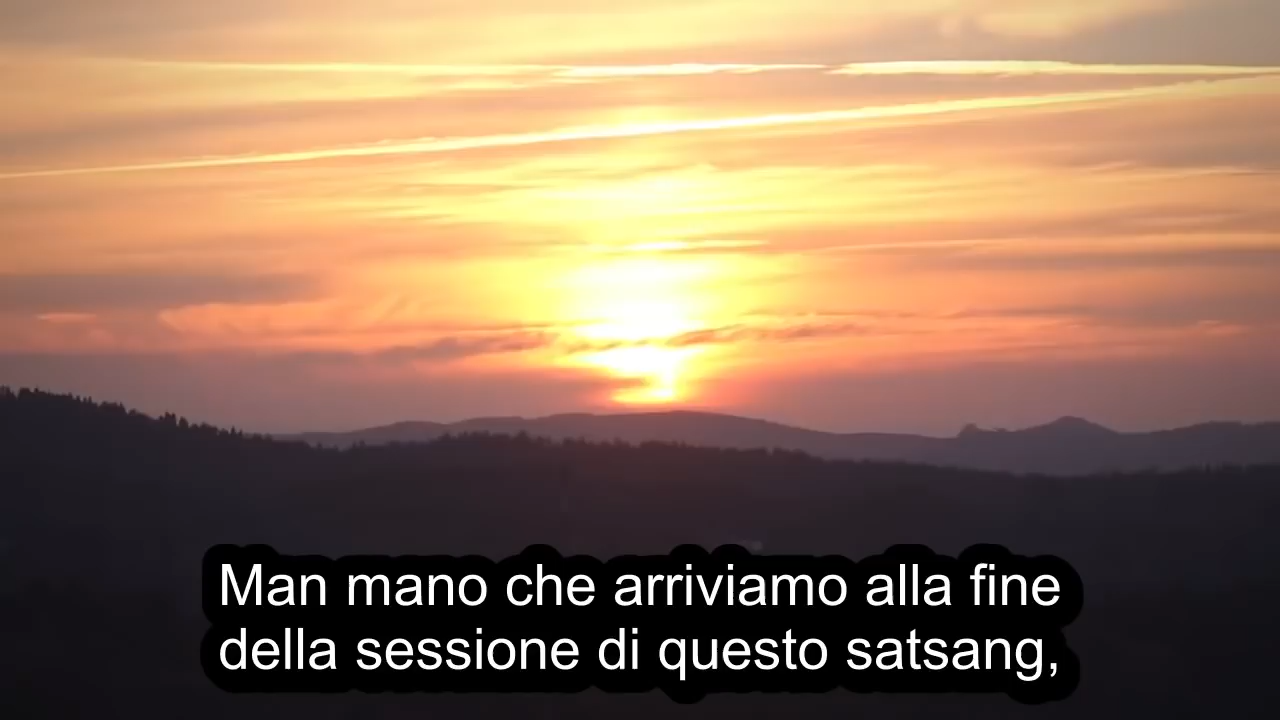 Man mano che arriviamo alla fine
della sessione di questo satsang,